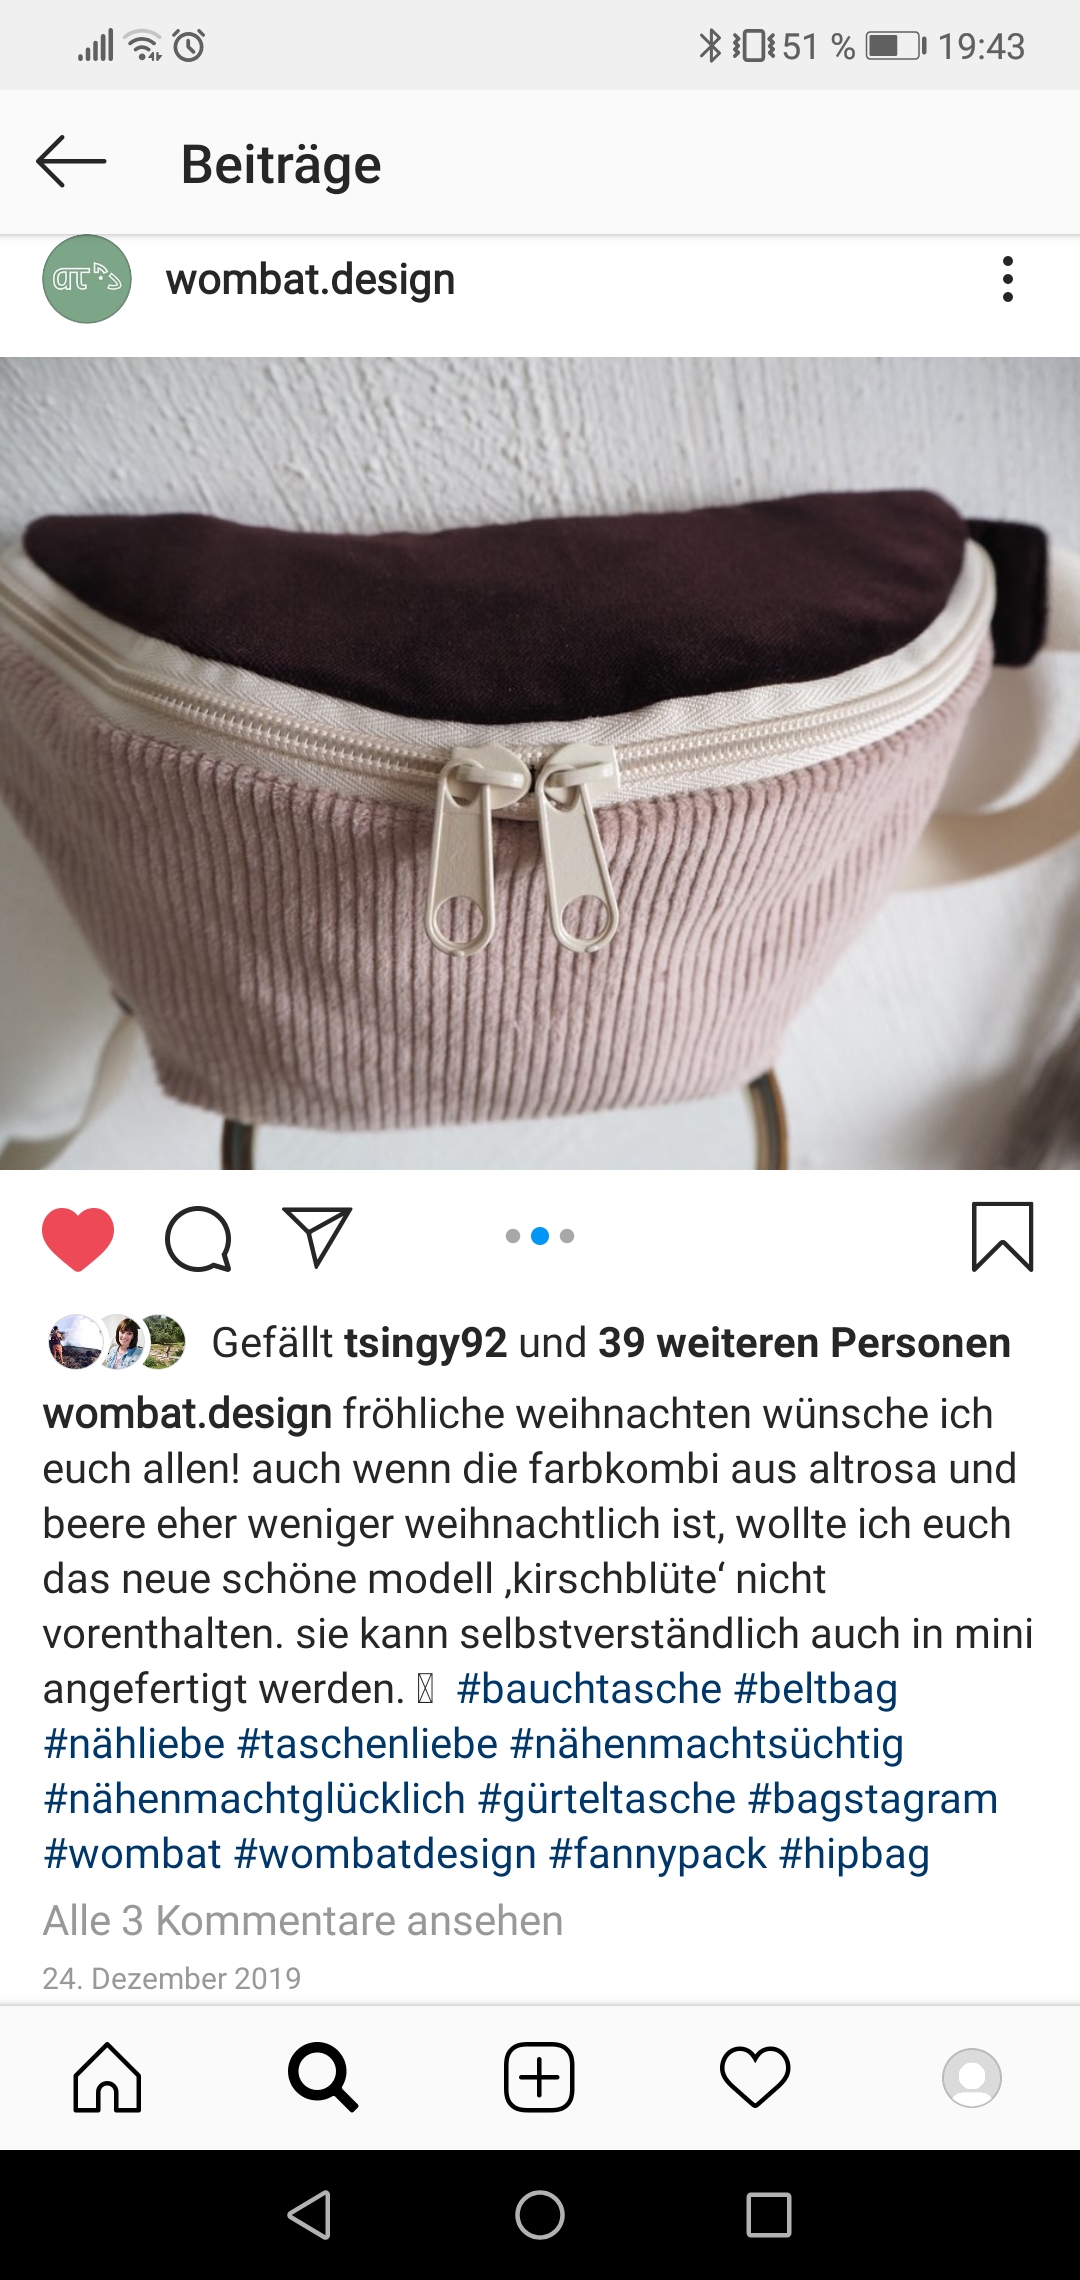 51 % 19:43
Beiträge
wombat.design
Gefällt tsingy92 und 39 weiteren Personen
wombat.design fröhliche weihnachten wünsche ich
euch allen! auch wenn die farbkombi aus altrosa und
beere eher weniger weihnachtlich ist, wollte ich euch
das neue schöne modell ‚kirschblüte‘ nicht
vorenthalten. sie kann selbstverständlich auch in mini
angefertigt werden. #bauchtasche #beltbag
#nähliebe #taschenliebe #nähenmachtsüchtig
#nähenmachtglücklich #gürteltasche #bagstagram
#wombat #wombatdesign #fannypack #hipbag
Alle 3 Kommentare ansehen
24. Dezember 2019